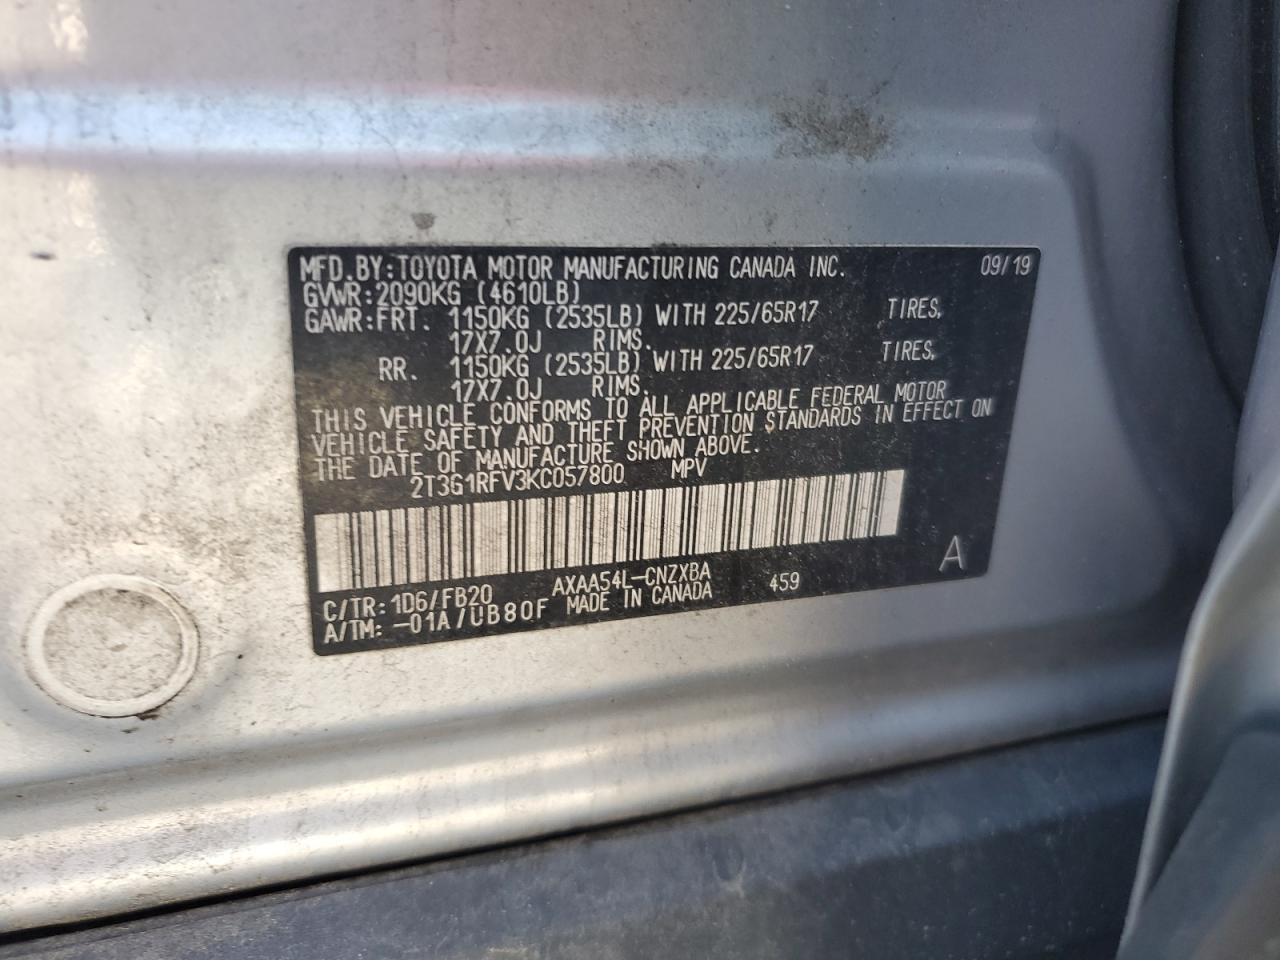 MFD.BY:TOYOTA MOTOR MANUFACTURING CANADA INC. 09/19
GVWR:2090KG (4610LB)
GAWR:FRT. 1150KG (2535LB) WITH 225/65R17 TIRES,
17X7.0J RIMS.
RR. 1150KG (2535LB) WITH 225/65R17 TIRES,
17X7.0J RIMS.
THIS VEHICLE CONFORMS TO ALL APPLICABLE FEDERAL MOTOR
VEHICLE SAFETY AND THEFT PREVENTION STANDARDS IN EFFECT ON
THE DATE OF MANUFACTURE SHOWN ABOVE.
2T3G1RFV3KC057800 MPV
A
C/TR:1D6/FB20 AXAA54L-CNZXBA 459
A/TM: -01A/UB80F MADE IN CANADA